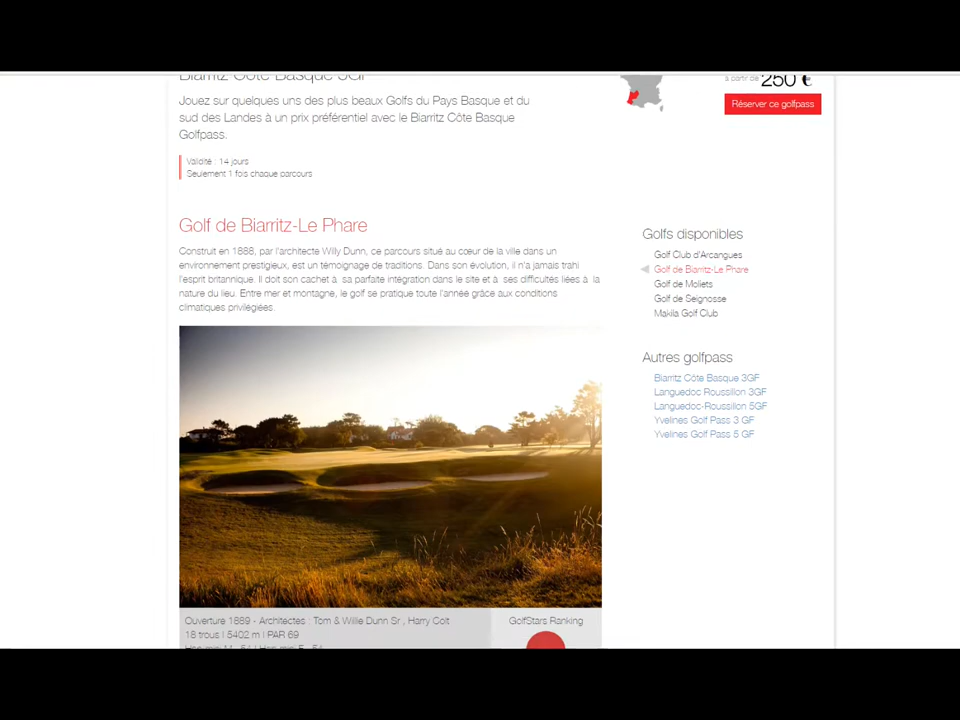 Biarritz Côte Basque 5GF
à partir de 250 €
Réserver ce golfpass
Jouez sur quelques uns des plus beaux Golfs du Pays Basque et du
sud des Landes à un prix préférentiel avec le Biarritz Côte Basque
Golfpass.
Validité : 14 jours
Seulement 1 fois chaque parcours
Golf de Biarritz-Le Phare
Construit en 1888, par l'architecte Willy Dunn, ce parcours situé au cœur de la ville dans un
environnement prestigieux, est un témoignage de traditions. Dans son évolution, il n'a jamais trahi
l'esprit britannique. Il doit son cachet à sa parfaite intégration dans le site et à ses difficultés liées à la
nature du lieu. Entre mer et montagne, le golf se pratique toute l'année grâce aux conditions
climatiques privilégiées.
Golfs disponibles
Golf Club d'Arcangues
Golf de Biarritz-Le Phare
Golf de Moliets
Golf de Seignosse
Makila Golf Club
Autres golfpass
Biarritz Côte Basque 3GF
Languedoc Roussillon 3GF
Languedoc-Roussillon 5GF
Yvelines Golf Pass 3 GF
Yvelines Golf Pass 5 GF
Ouverture 1889 - Architectes : Tom & Willie Dunn Sr , Harry Colt
18 trous | 5402 m | PAR 69
GolfStars Ranking